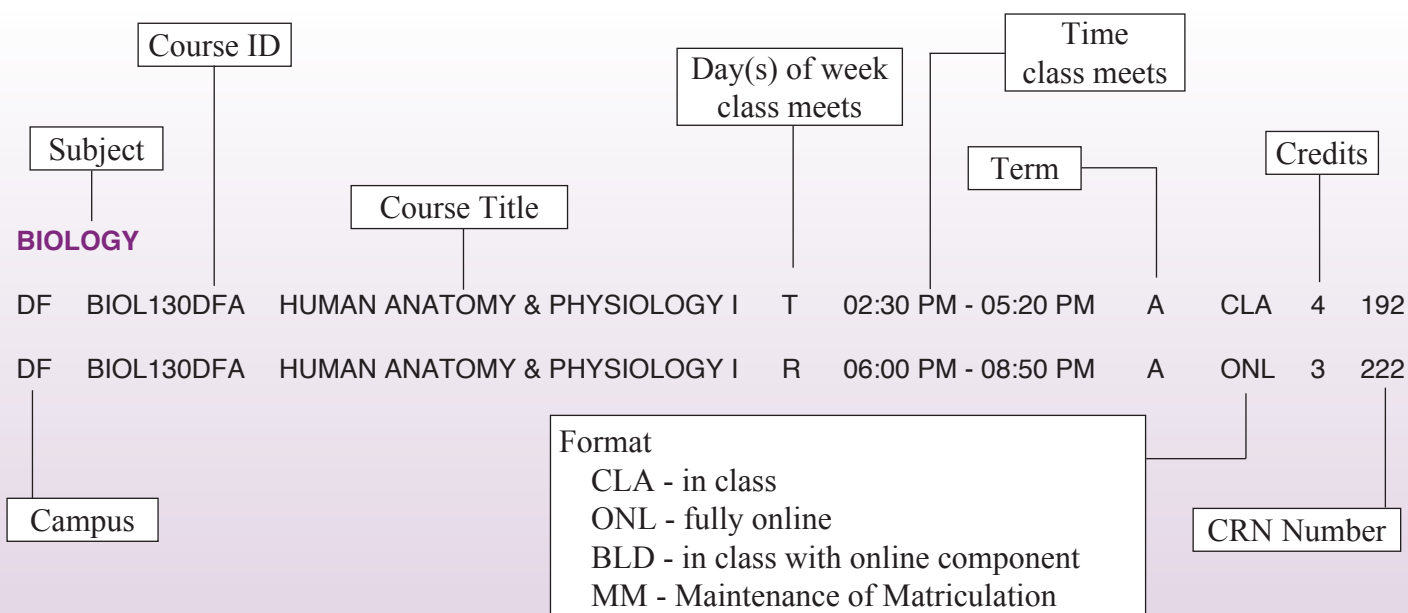 Course ID
Day(s) of week
class meets
Time
class meets
Subject
Course Title
Term
Credits
BIOLOGY
DF BIOL130DFA HUMAN ANATOMY & PHYSIOLOGY I T 02:30 PM - 05:20 PM A CLA 4 192
DF BIOL130DFA HUMAN ANATOMY & PHYSIOLOGY I R 06:00 PM - 08:50 PM A ONL 3 222
Campus
Format
CLA - in class
ONL - fully online
BLD - in class with online component
MM - Maintenance of Matriculation
CRN Number